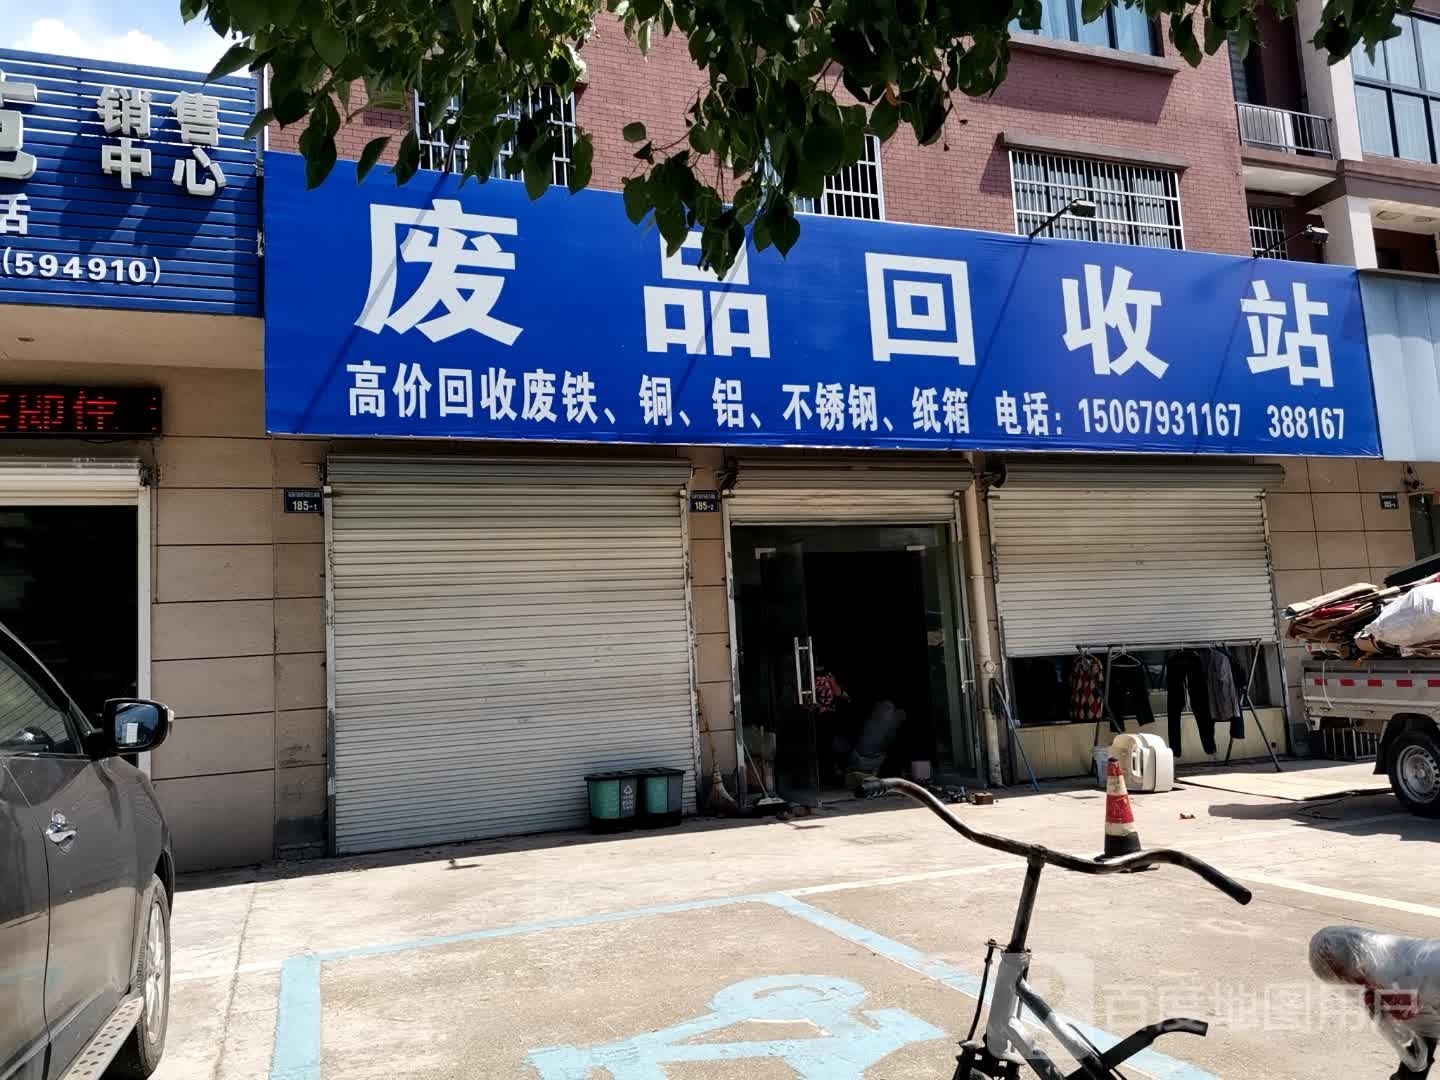 销售
中心
话
(594910)
废品回收站
高价回收废铁、铜、铝、不锈钢、纸箱 电话：15067931167 388167
185-1
185-2
百度地图用户